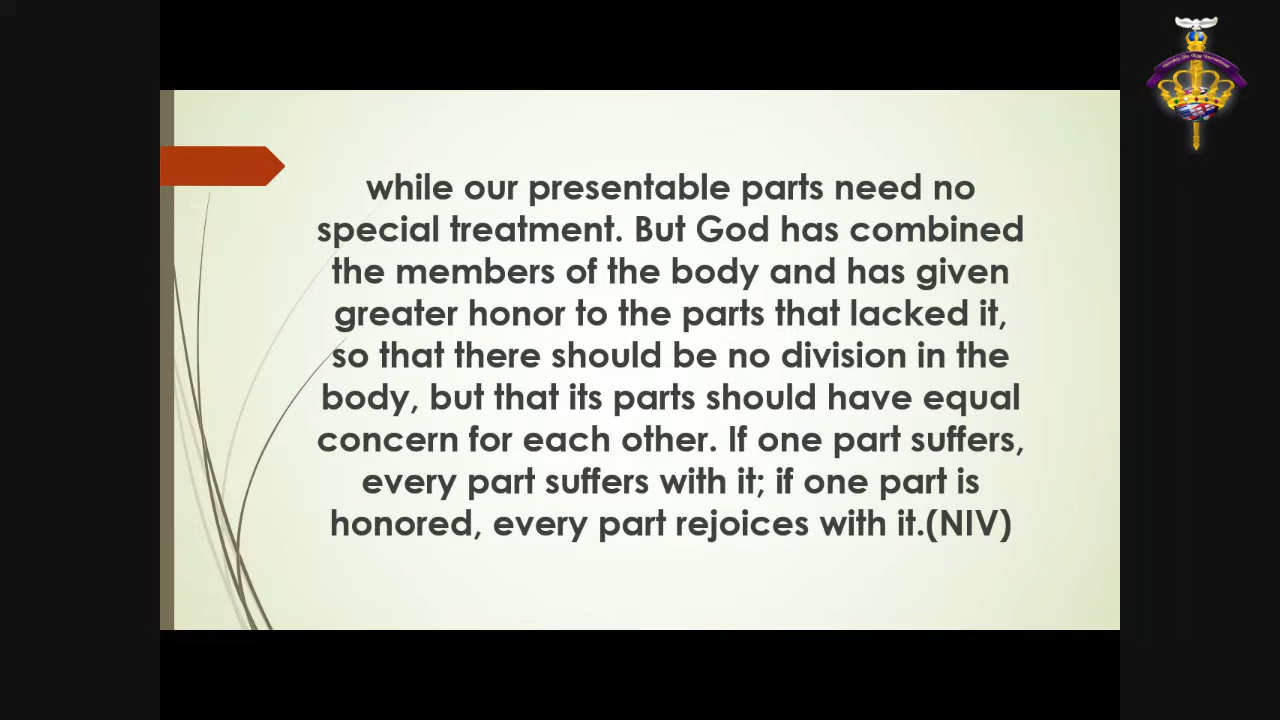 while our presentable parts need no
special treatment. But God has combined
the members of the body and has given
greater honor to the parts that lacked it,
so that there should be no division in the
body, but that its parts should have equal
concern for each other. If one part suffers,
every part suffers with it; if one part is
honored, every part rejoices with it.(NIV)